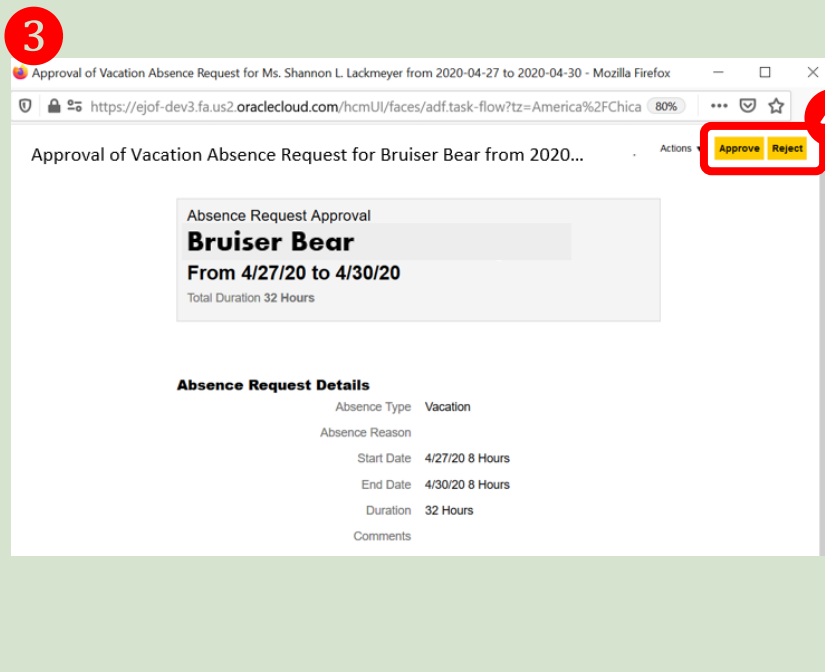 3
Approval of Vacation Absence Request for Ms. Shannon L. Lackmeyer from 2020-04-27 to 2020-04-30 - Mozilla Firefox
https://ejof-dev3.fa.us2.oraclecloud.com/hcmUI/faces/adf.task-flow?tz=America%2FChica 80%
Approval of Vacation Absence Request for Bruiser Bear from 2020... . Actions Approve Reject
Absence Request Approval
Bruiser Bear
From 4/27/20 to 4/30/20
Total Duration 32 Hours
Absence Request Details
Absence Type Vacation
Absence Reason
Start Date 4/27/20 8 Hours
End Date 4/30/20 8 Hours
Duration 32 Hours
Comments